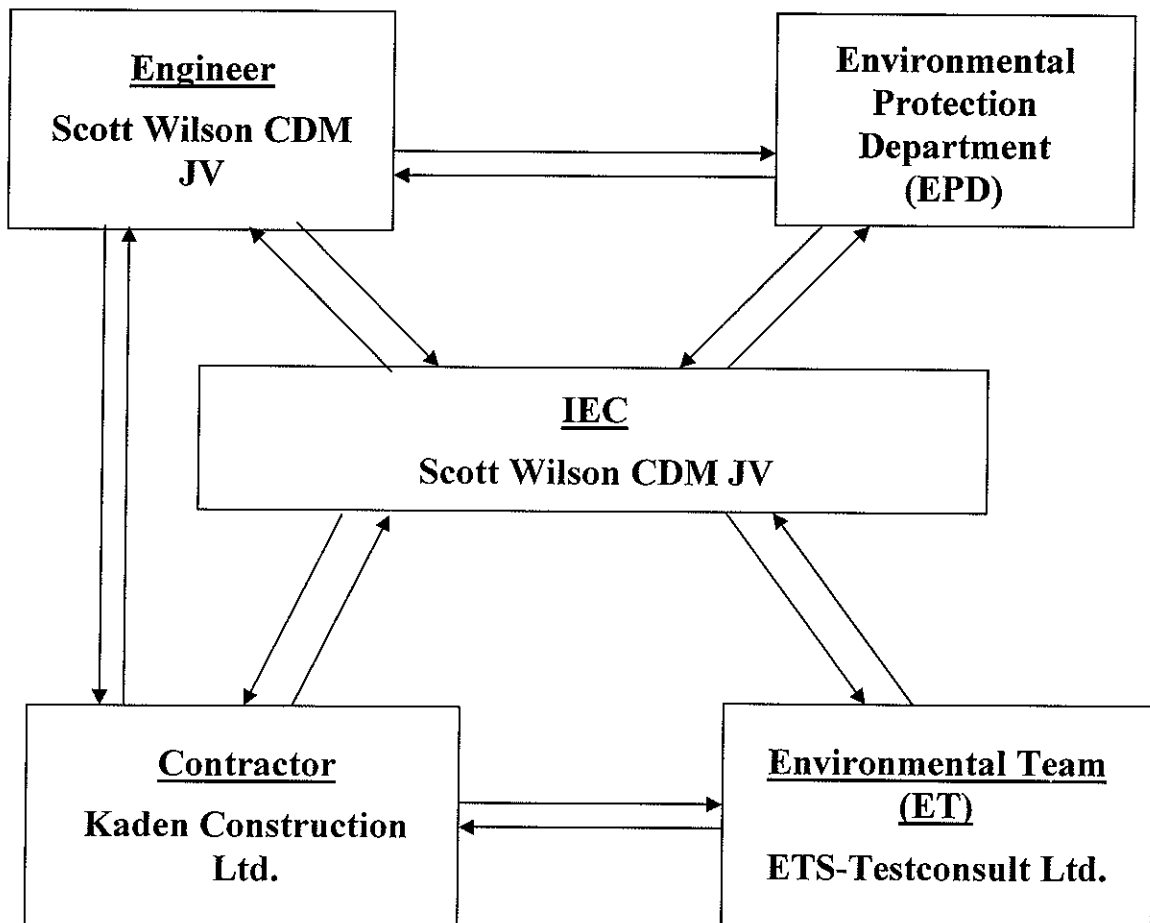 Engineer
Scott Wilson CDM
JV
Environmental
Protection
Department
(EPD)
IEC
Scott Wilson CDM JV
Contractor
Kaden Construction
Ltd.
Environmental Team
(ET)
ETS-Testconsult Ltd.